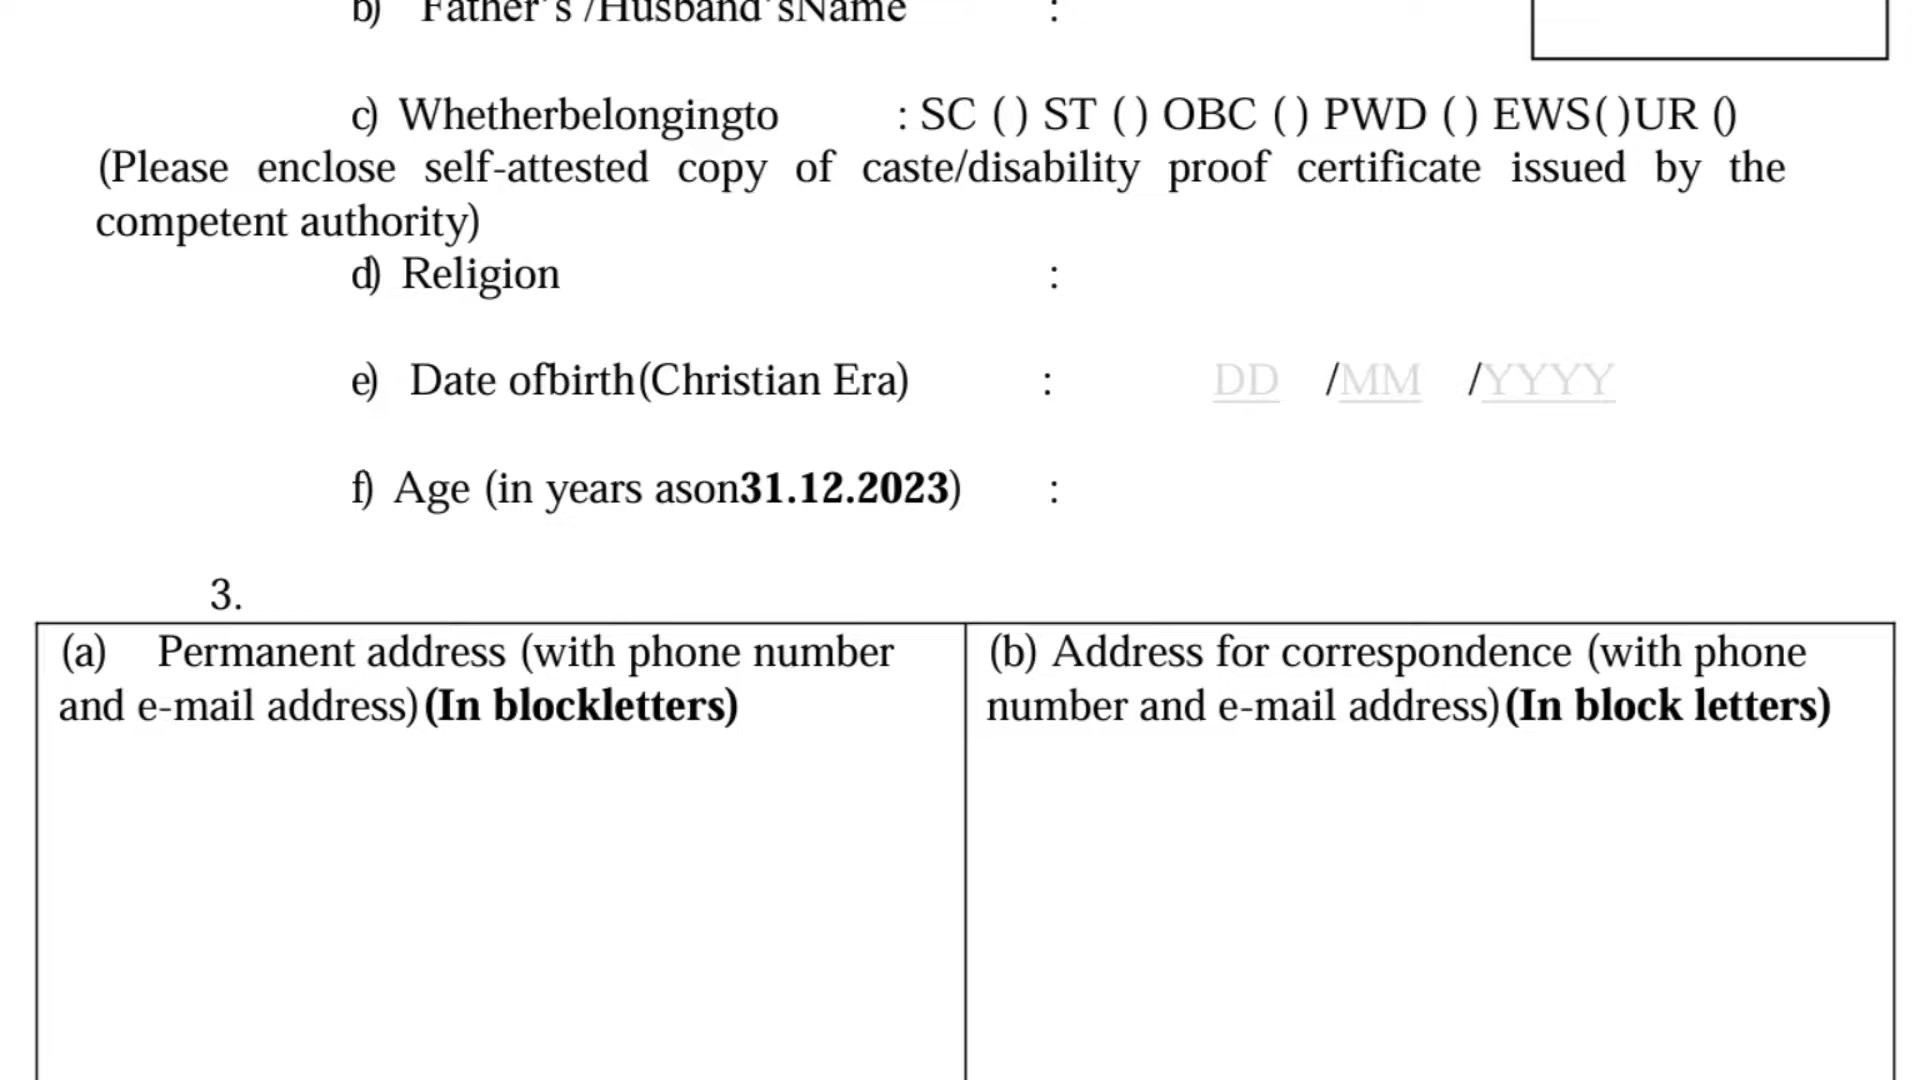 b) Father's /Husband'sName :
c) Whetherbelongingto : SC ( ) ST ( ) OBC ( ) PWD ( ) EWS( )UR ()
(Please enclose self-attested copy of caste/disability proof certificate issued by the
competent authority)
d) Religion :
e) Date ofbirth(Christian Era) : DD /MM /YYYY
f) Age (in years ason31.12.2023) :
3.
(a) Permanent address (with phone number
and e-mail address)(In blockletters)
(b) Address for correspondence (with phone
number and e-mail address)(In block letters)